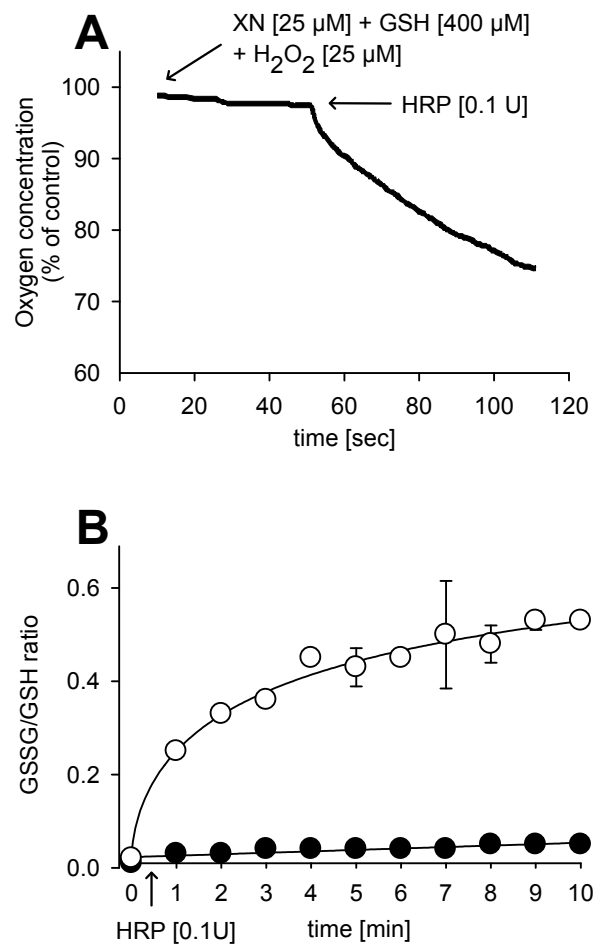 A
XN [25 µM] + GSH [400 µM]
+ H2O2 [25 µM]
HRP [0.1 U]
Oxygen concentration
(% of control)
100
90
80
70
60
0 20 40 60 80 100 120
time [sec]
B
GSSG/GSH ratio
0.6
0.4
0.2
0.0
0 1 2 3 4 5 6 7 8 9 10
HRP [0.1U]
time [min]